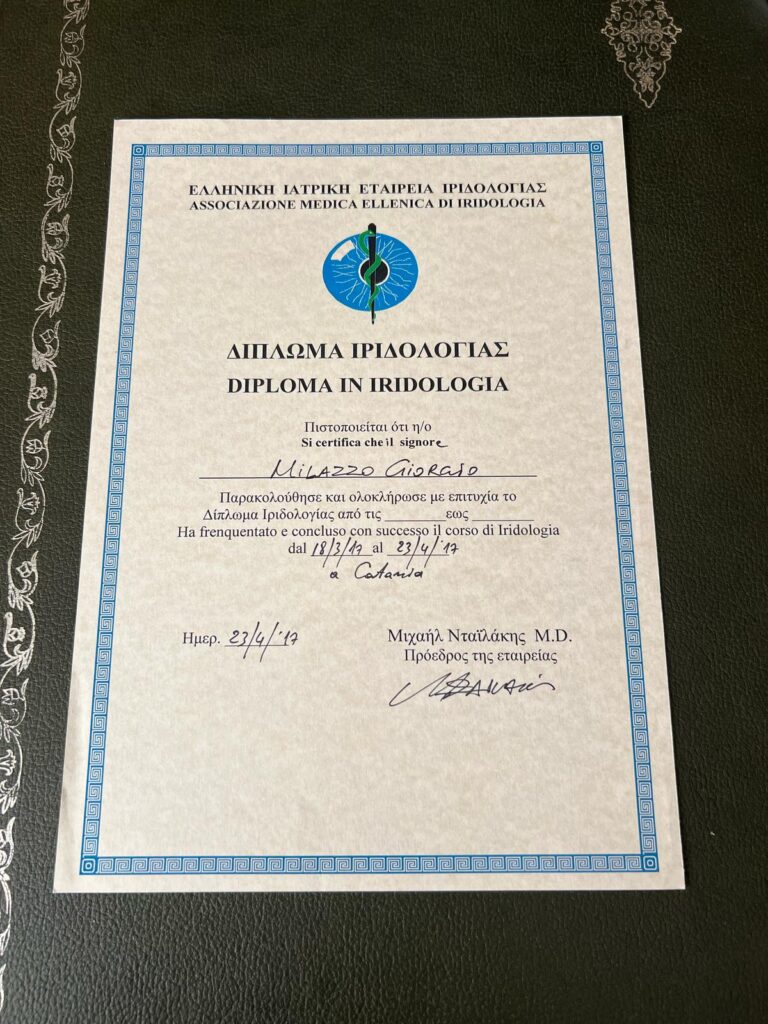 ΕΛΛΗΝΙΚΗ ΙΑΤΡΙΚΗ ΕΤΑΙΡΕΙΑ ΙΡΙΔΟΛΟΓΙΑΣ
ASSOCIAZIONE MEDICA ELLENICA DI IRIDOLOGIA
ΔΙΠΛΩΜΑ ΙΡΙΔΟΛΟΓΙΑΣ
DIPLOMA IN IRIDOLOGIA
Πιστοποιείται ότι η/ο
Si certifica che il signore
MILAZZO GIORGIO
Παρακολούθησε και ολοκλήρωσε με επιτυχία το
Δίπλωμα Ιριδολογίας από τις ________ εως ________
Ha frenquentato e concluso con successo il corso di Iridologia
dal 18/3/17 al 23/4/'17
a Catania
Ημερ. 23/4/'17
Μιχαήλ Νταϊλάκης M.D.
Πρόεδρος της εταιρείας